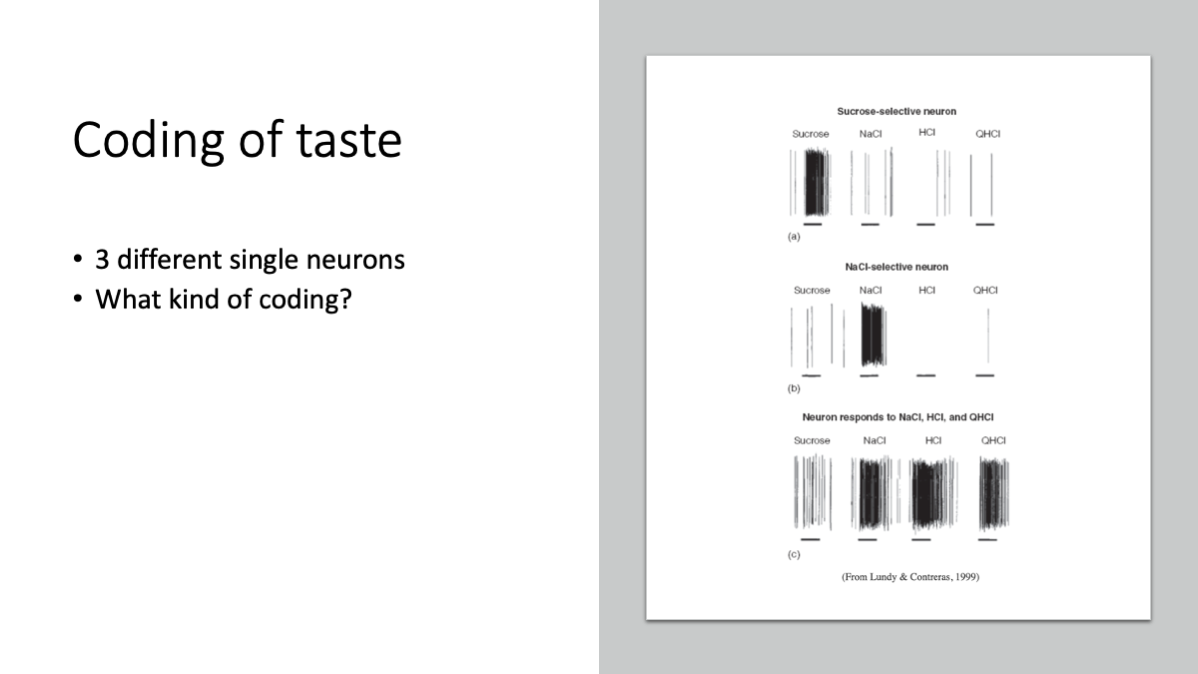 Coding of taste
• 3 different single neurons
• What kind of coding?
Sucrose-selective neuron
Sucrose NaCl HCl QHCl
(a)
NaCl-selective neuron
Sucrose NaCl HCl QHCl
(b)
Neuron responds to NaCl, HCl, and QHCl
Sucrose NaCl HCl QHCl
(c)
(From Lundy & Contreras, 1999)